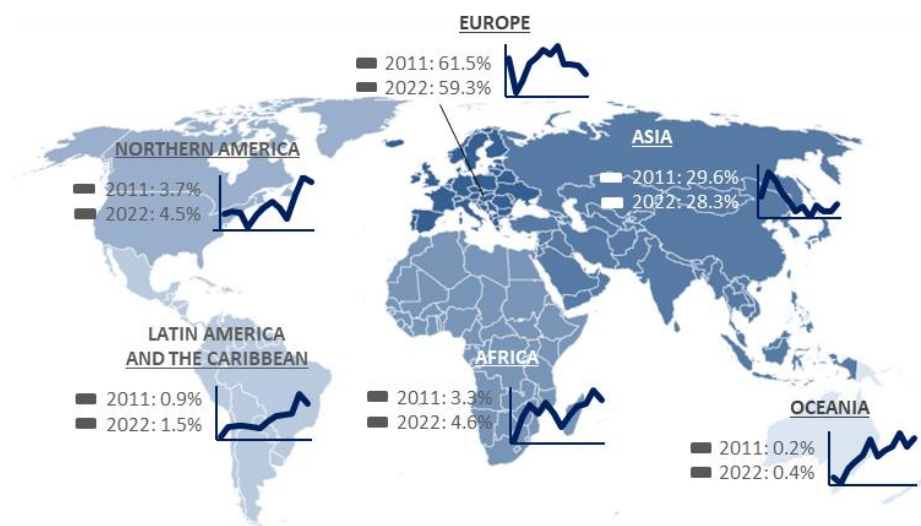 EUROPE
2011: 61.5%
2022: 59.3%
NORTHERN AMERICA
2011: 3.7%
2022: 4.5%
ASIA
2011: 29.6%
2022: 28.3%
LATIN AMERICA
AND THE CARIBBEAN
2011: 0.9%
2022: 1.5%
AFRICA
2011: 3.3%
2022: 4.6%
OCEANIA
2011: 0.2%
2022: 0.4%